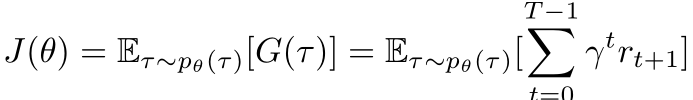 J(θ) = 𝔼_{τ∼p_θ(τ)}[G(τ)] = 𝔼_{τ∼p_θ(τ)}[∑_{t=0}^{T−1} γ^t r_{t+1}]